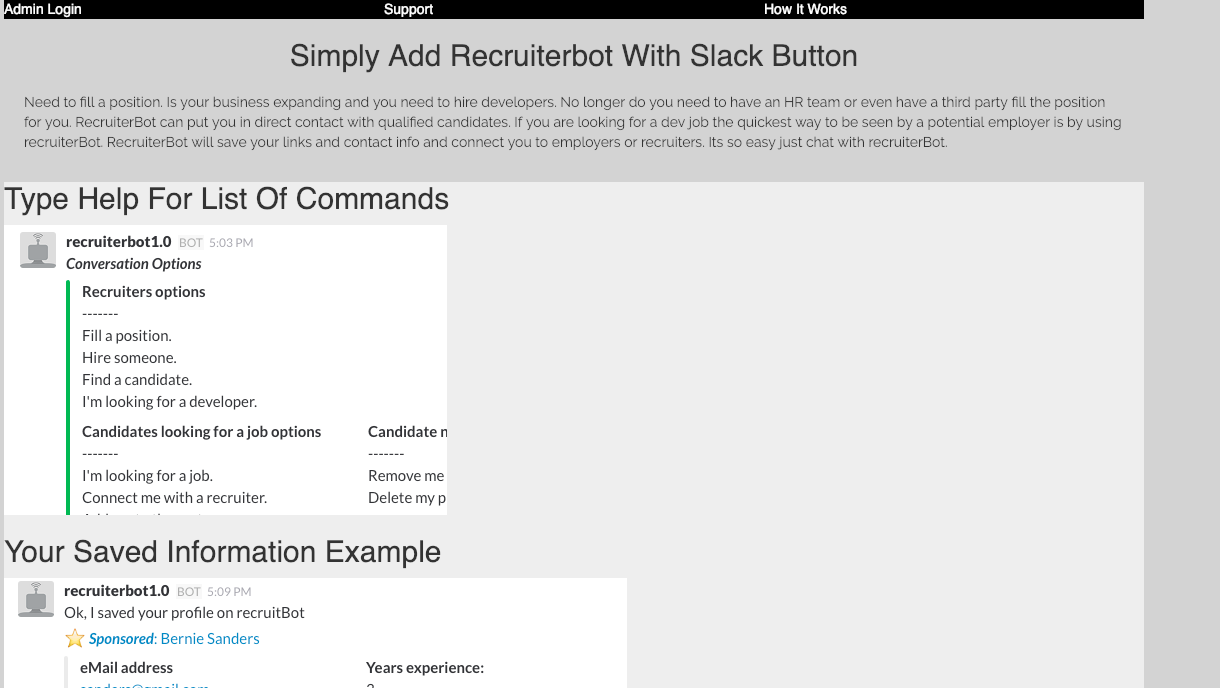 Admin Login Support How It Works
Simply Add Recruiterbot With Slack Button
Need to fill a position. Is your business expanding and you need to hire developers. No longer do you need to have an HR team or even have a third party fill the position
for you. RecruiterBot can put you in direct contact with qualified candidates. If you are looking for a dev job the quickest way to be seen by a potential employer is by using
recruiterBot. RecruiterBot will save your links and contact info and connect you to employers or recruiters. Its so easy just chat with recruiterBot.
Type Help For List Of Commands
recruiterbot1.0 BOT 5:03 PM
Conversation Options
Recruiters options
-------
Fill a position.
Hire someone.
Find a candidate.
I'm looking for a developer.
Candidates looking for a job options Candidate n
------- -------
I'm looking for a job. Remove me
Connect me with a recruiter. Delete my p
Your Saved Information Example
recruiterbot1.0 BOT 5:09 PM
Ok, I saved your profile on recruitBot
Sponsored: Bernie Sanders
eMail address Years experience: